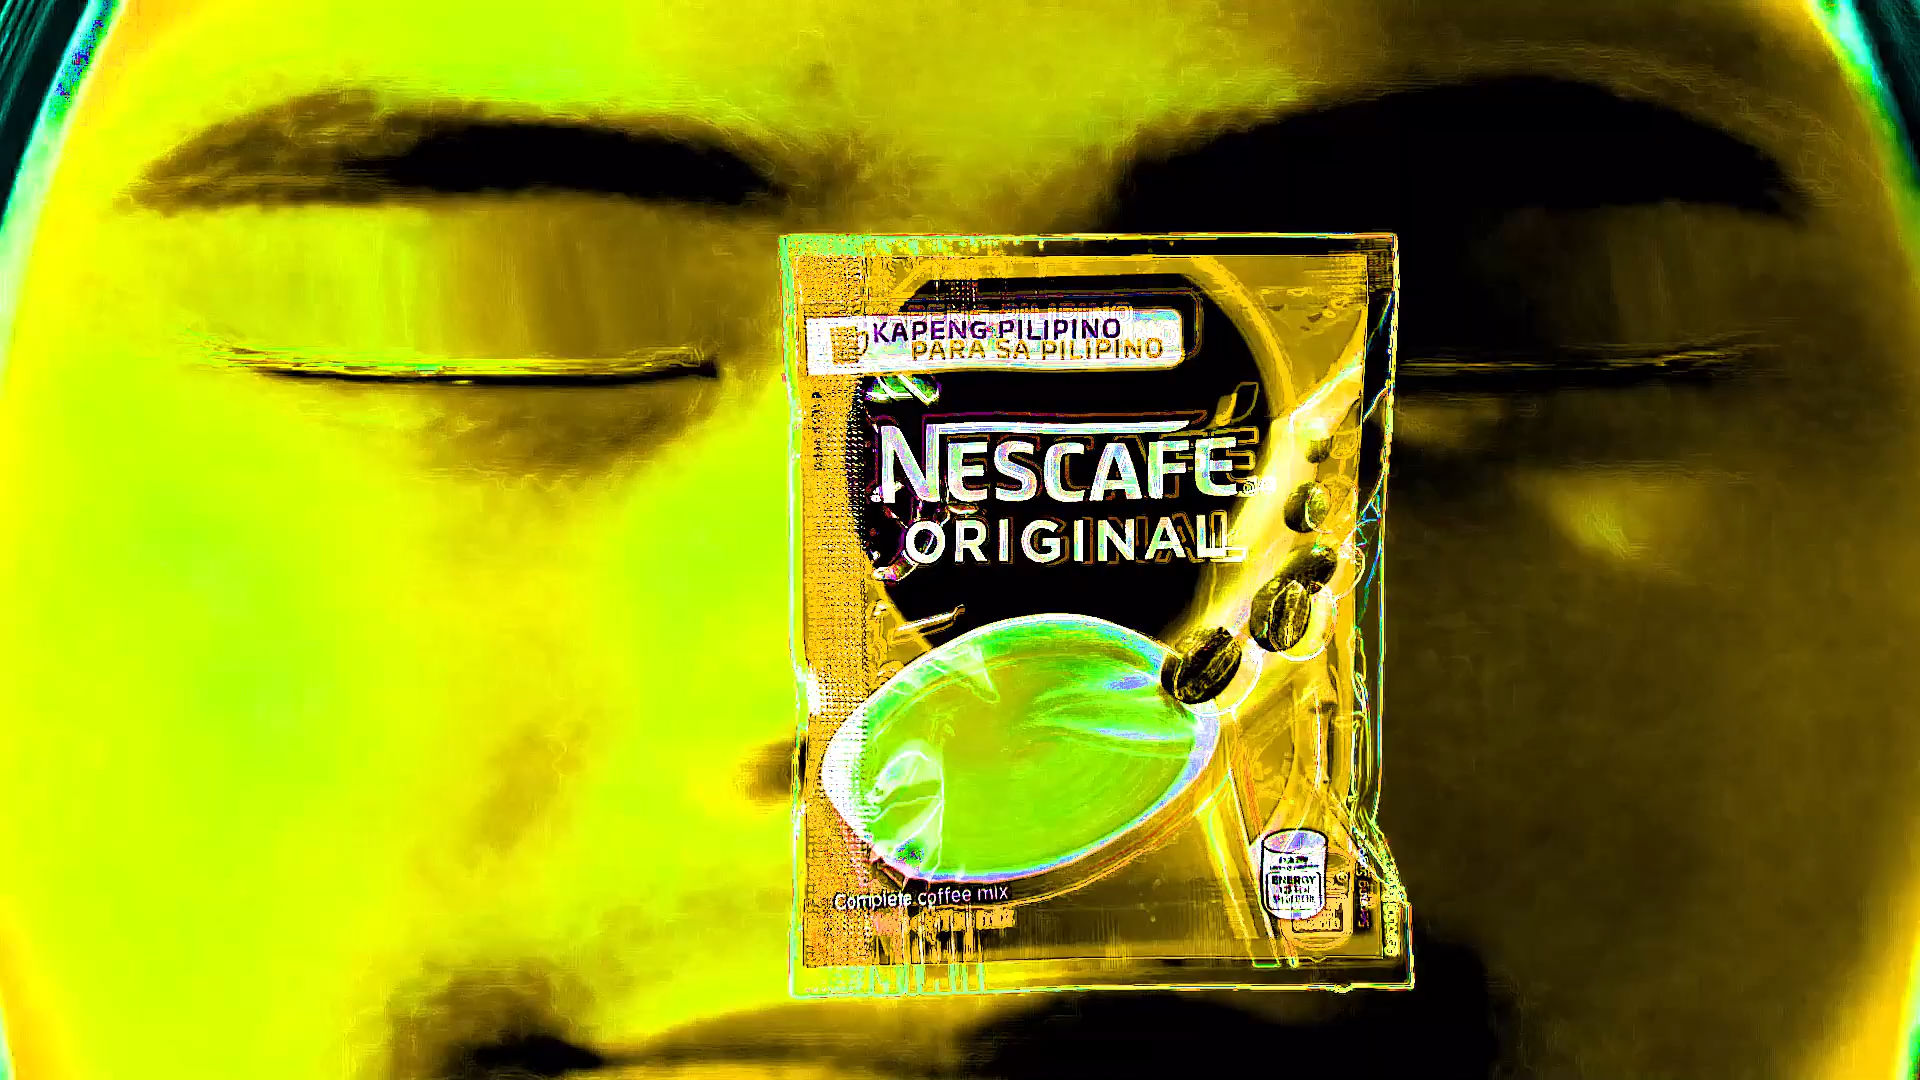 KAPENG PILIPINO
PARA SA PILIPINO
NESCAFÉ
ORIGINAL
Complete coffee mix
ENERGY